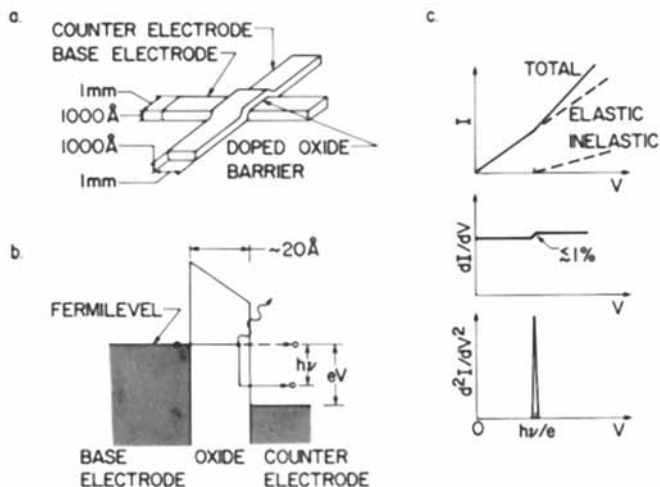 a.
COUNTER ELECTRODE
BASE ELECTRODE
1mm
1000Å
1000Å
1mm
DOPED OXIDE
BARRIER
b.
~20Å
FERMILEVEL
hν
eV
BASE
ELECTRODE
OXIDE
COUNTER
ELECTRODE
c.
TOTAL
I
ELASTIC
INELASTIC
V
dI/dV
≲1%
V
d²I/dV²
O
hν/e
V